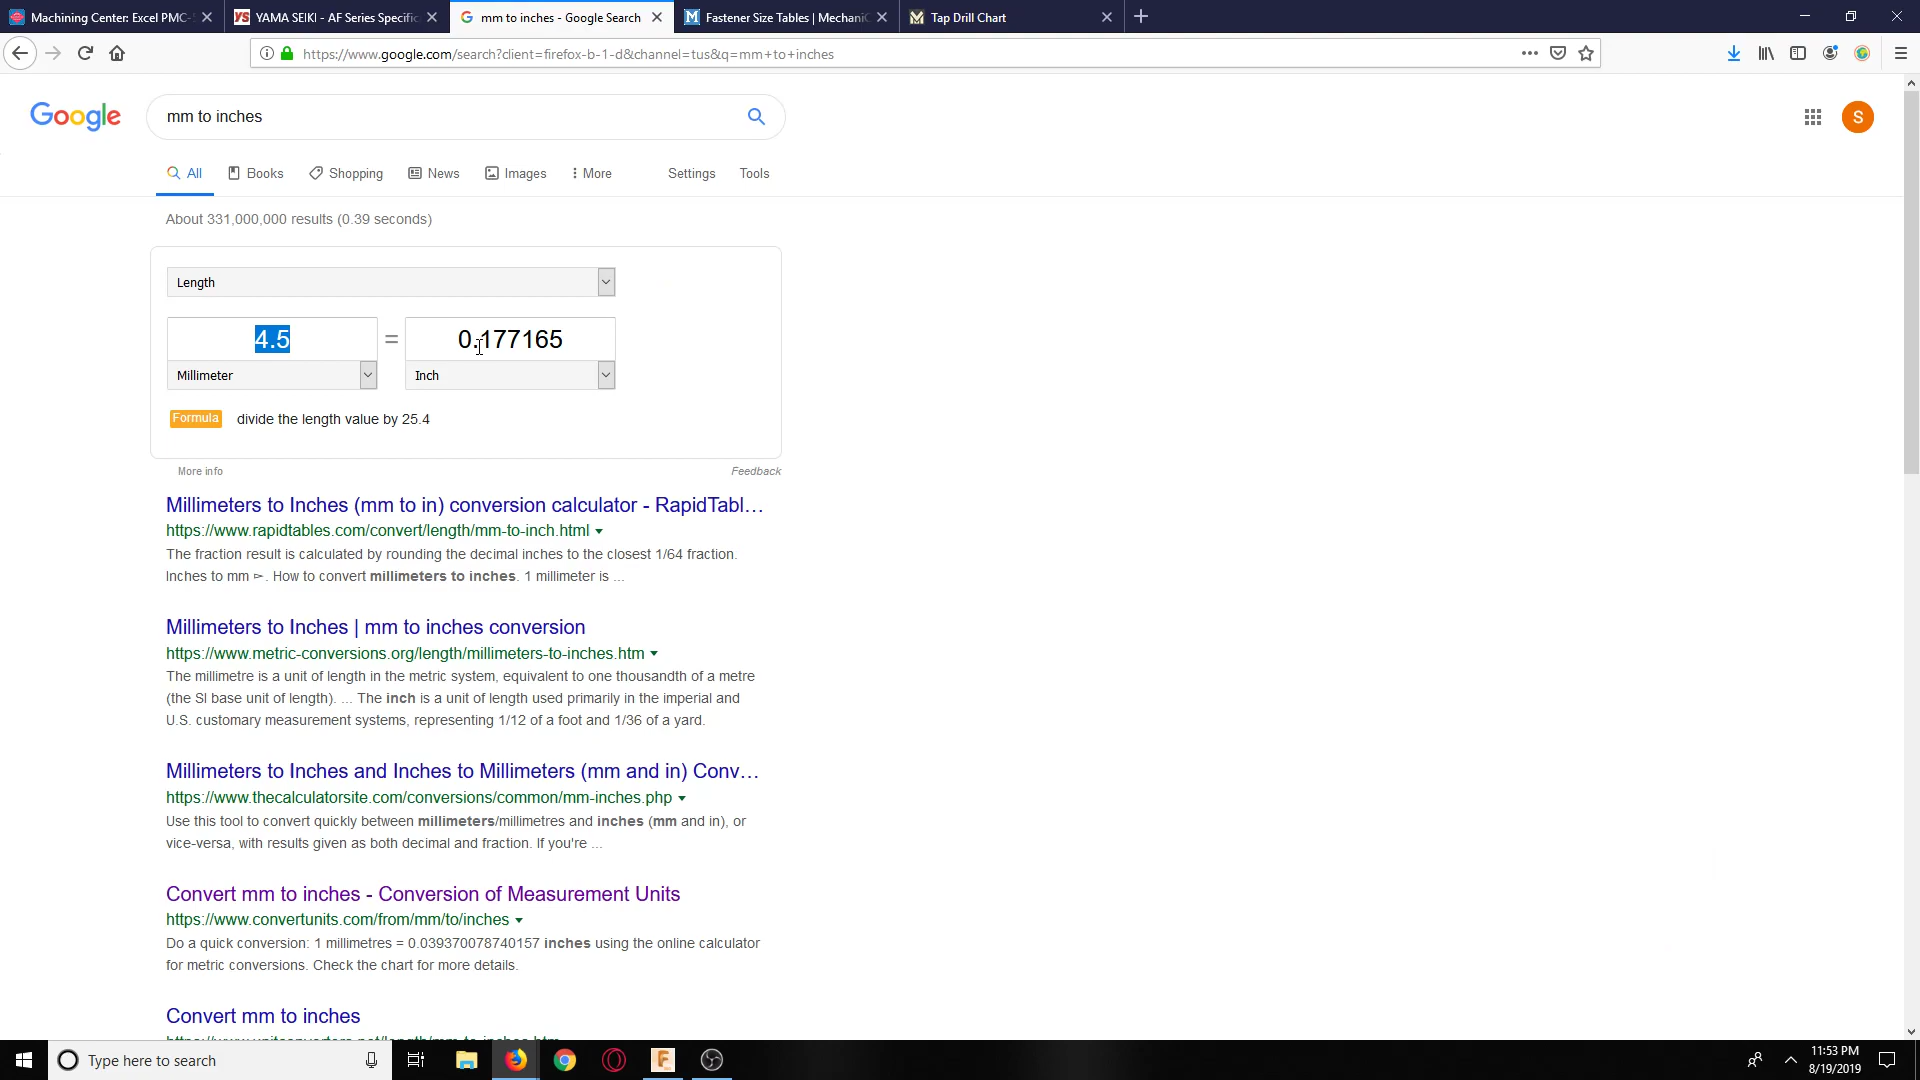 Machining Center: Excel PMC-
YS YAMA SEIKI - AF Series Specific
mm to inches - Google Search
M Fastener Size Tables | Mechani
Tap Drill Chart
https://www.google.com/search?client=firefox-b-1-d&channel=tus&q=mm+to+inches
Google
mm to inches
S
All
Books
Shopping
News
Images
More
Settings
Tools
About 331,000,000 results (0.39 seconds)
Length
4.5 = 0.177165
Millimeter
Inch
Formula divide the length value by 25.4
More info
Feedback
Millimeters to Inches (mm to in) conversion calculator - RapidTabl...
https://www.rapidtables.com/convert/length/mm-to-inch.html
The fraction result is calculated by rounding the decimal inches to the closest 1/64 fraction.
Inches to mm ►. How to convert millimeters to inches. 1 millimeter is ...
Millimeters to Inches | mm to inches conversion
https://www.metric-conversions.org/length/millimeters-to-inches.htm
The millimetre is a unit of length in the metric system, equivalent to one thousandth of a metre
(the SI base unit of length). ... The inch is a unit of length used primarily in the imperial and
U.S. customary measurement systems, representing 1/12 of a foot and 1/36 of a yard.
Millimeters to Inches and Inches to Millimeters (mm and in) Conv...
https://www.thecalculatorsite.com/conversions/common/mm-inches.php
Use this tool to convert quickly between millimeters/millimetres and inches (mm and in), or
vice-versa, with results given as both decimal and fraction. If you're ...
Convert mm to inches - Conversion of Measurement Units
https://www.convertunits.com/from/mm/to/inches
Do a quick conversion: 1 millimetres = 0.039370078740157 inches using the online calculator
for metric conversions. Check the chart for more details.
Convert mm to inches
Type here to search
11:53 PM
8/19/2019